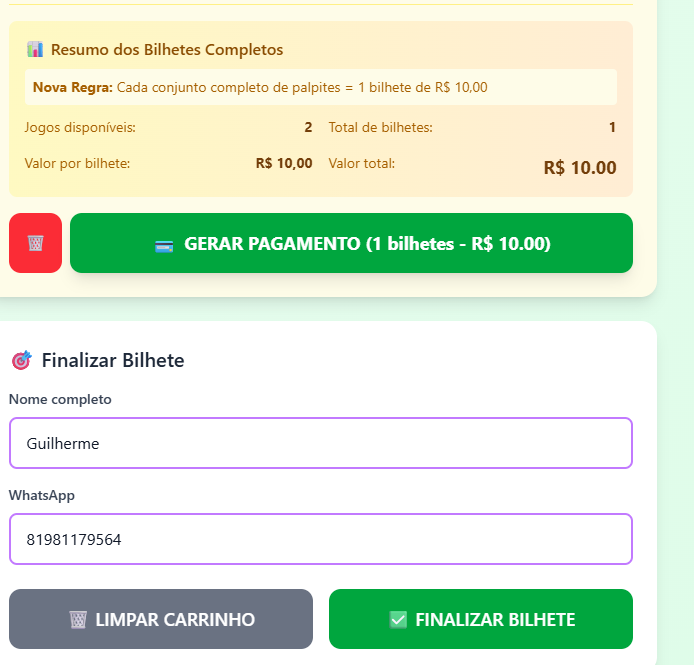 Resumo dos Bilhetes Completos
Nova Regra: Cada conjunto completo de palpites = 1 bilhete de R$ 10,00
Jogos disponíveis: 2 Total de bilhetes: 1
Valor por bilhete: R$ 10,00 Valor total: R$ 10.00
GERAR PAGAMENTO (1 bilhetes - R$ 10.00)
Finalizar Bilhete
Nome completo
Guilherme
WhatsApp
81981179564
LIMPAR CARRINHO FINALIZAR BILHETE